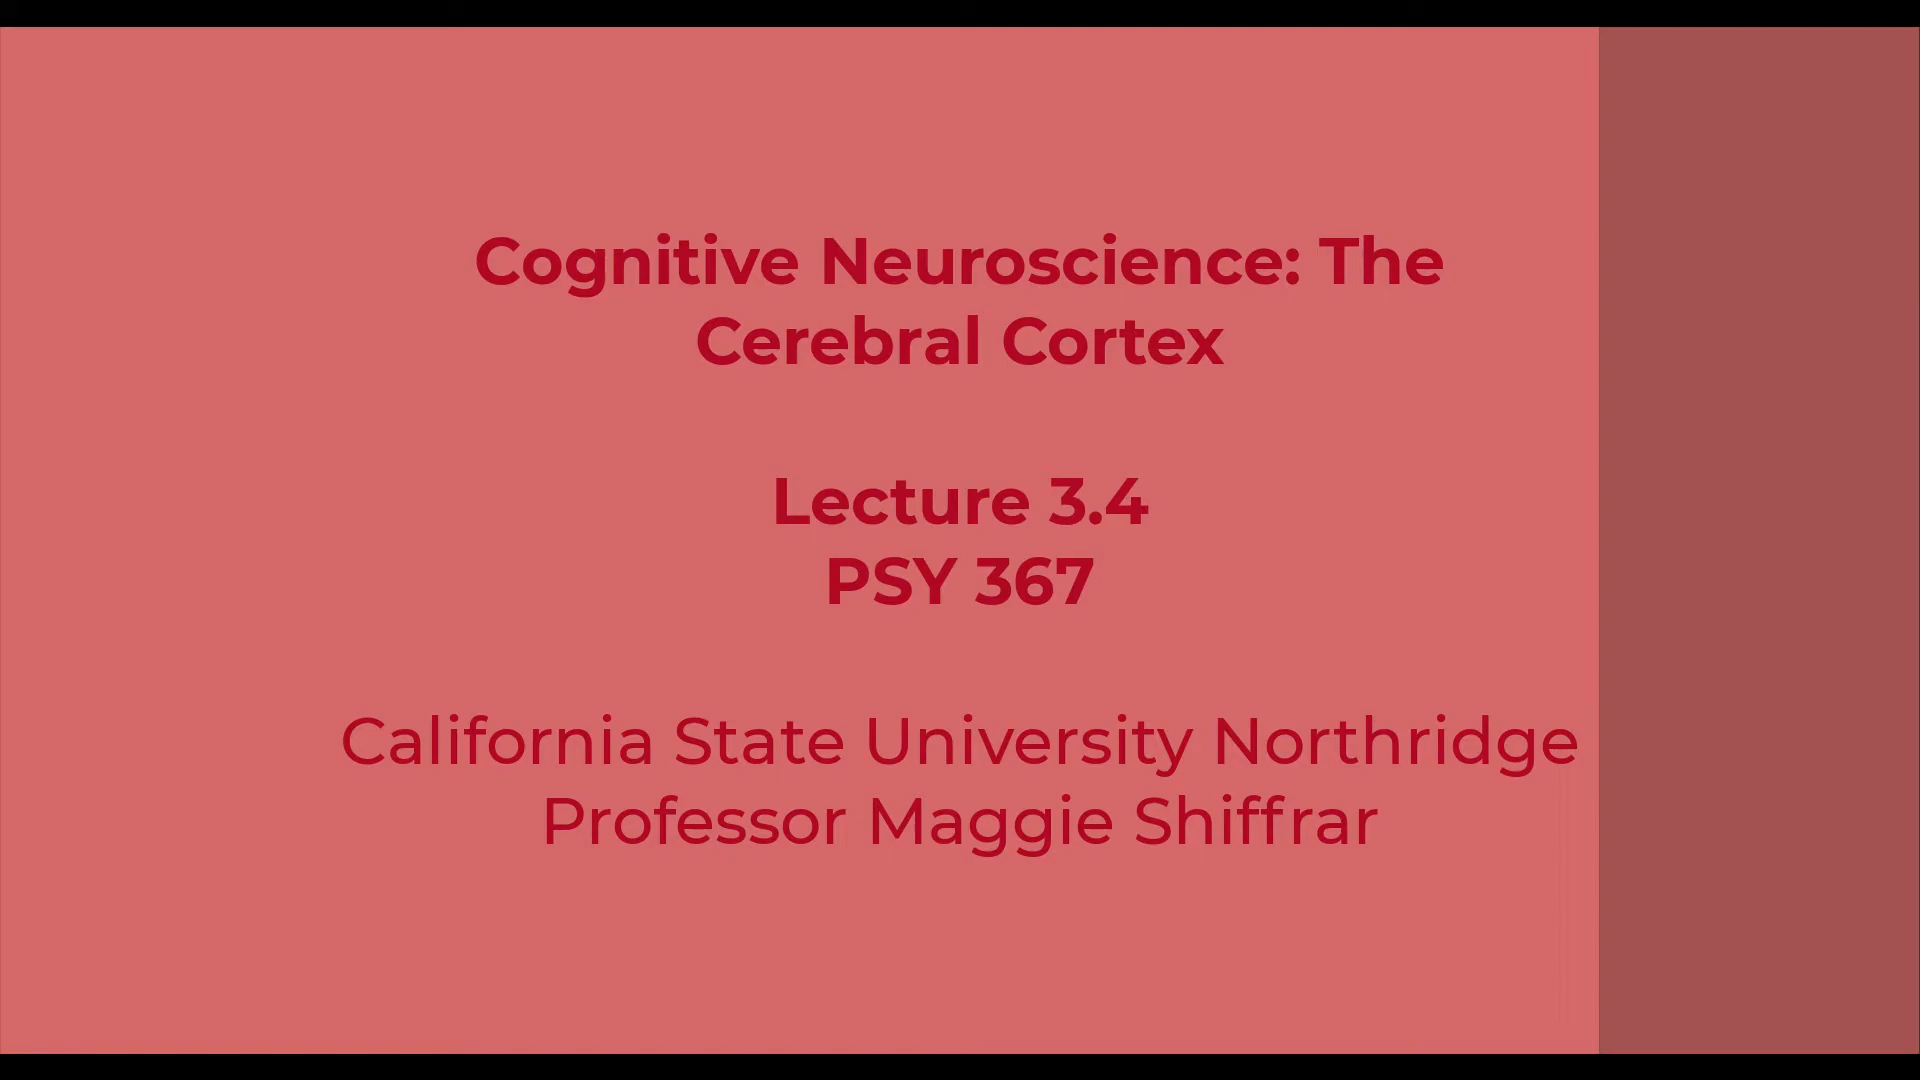 Cognitive Neuroscience: The
Cerebral Cortex
Lecture 3.4
PSY 367
California State University Northridge
Professor Maggie Shiffrar